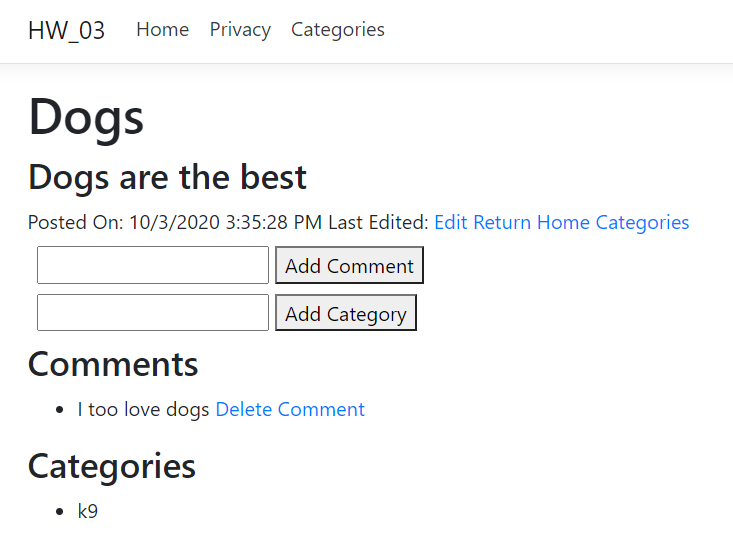 HW_03 Home Privacy Categories
Dogs
Dogs are the best
Posted On: 10/3/2020 3:35:28 PM Last Edited: Edit Return Home Categories
Add Comment
Add Category
Comments
I too love dogs Delete Comment
Categories
k9